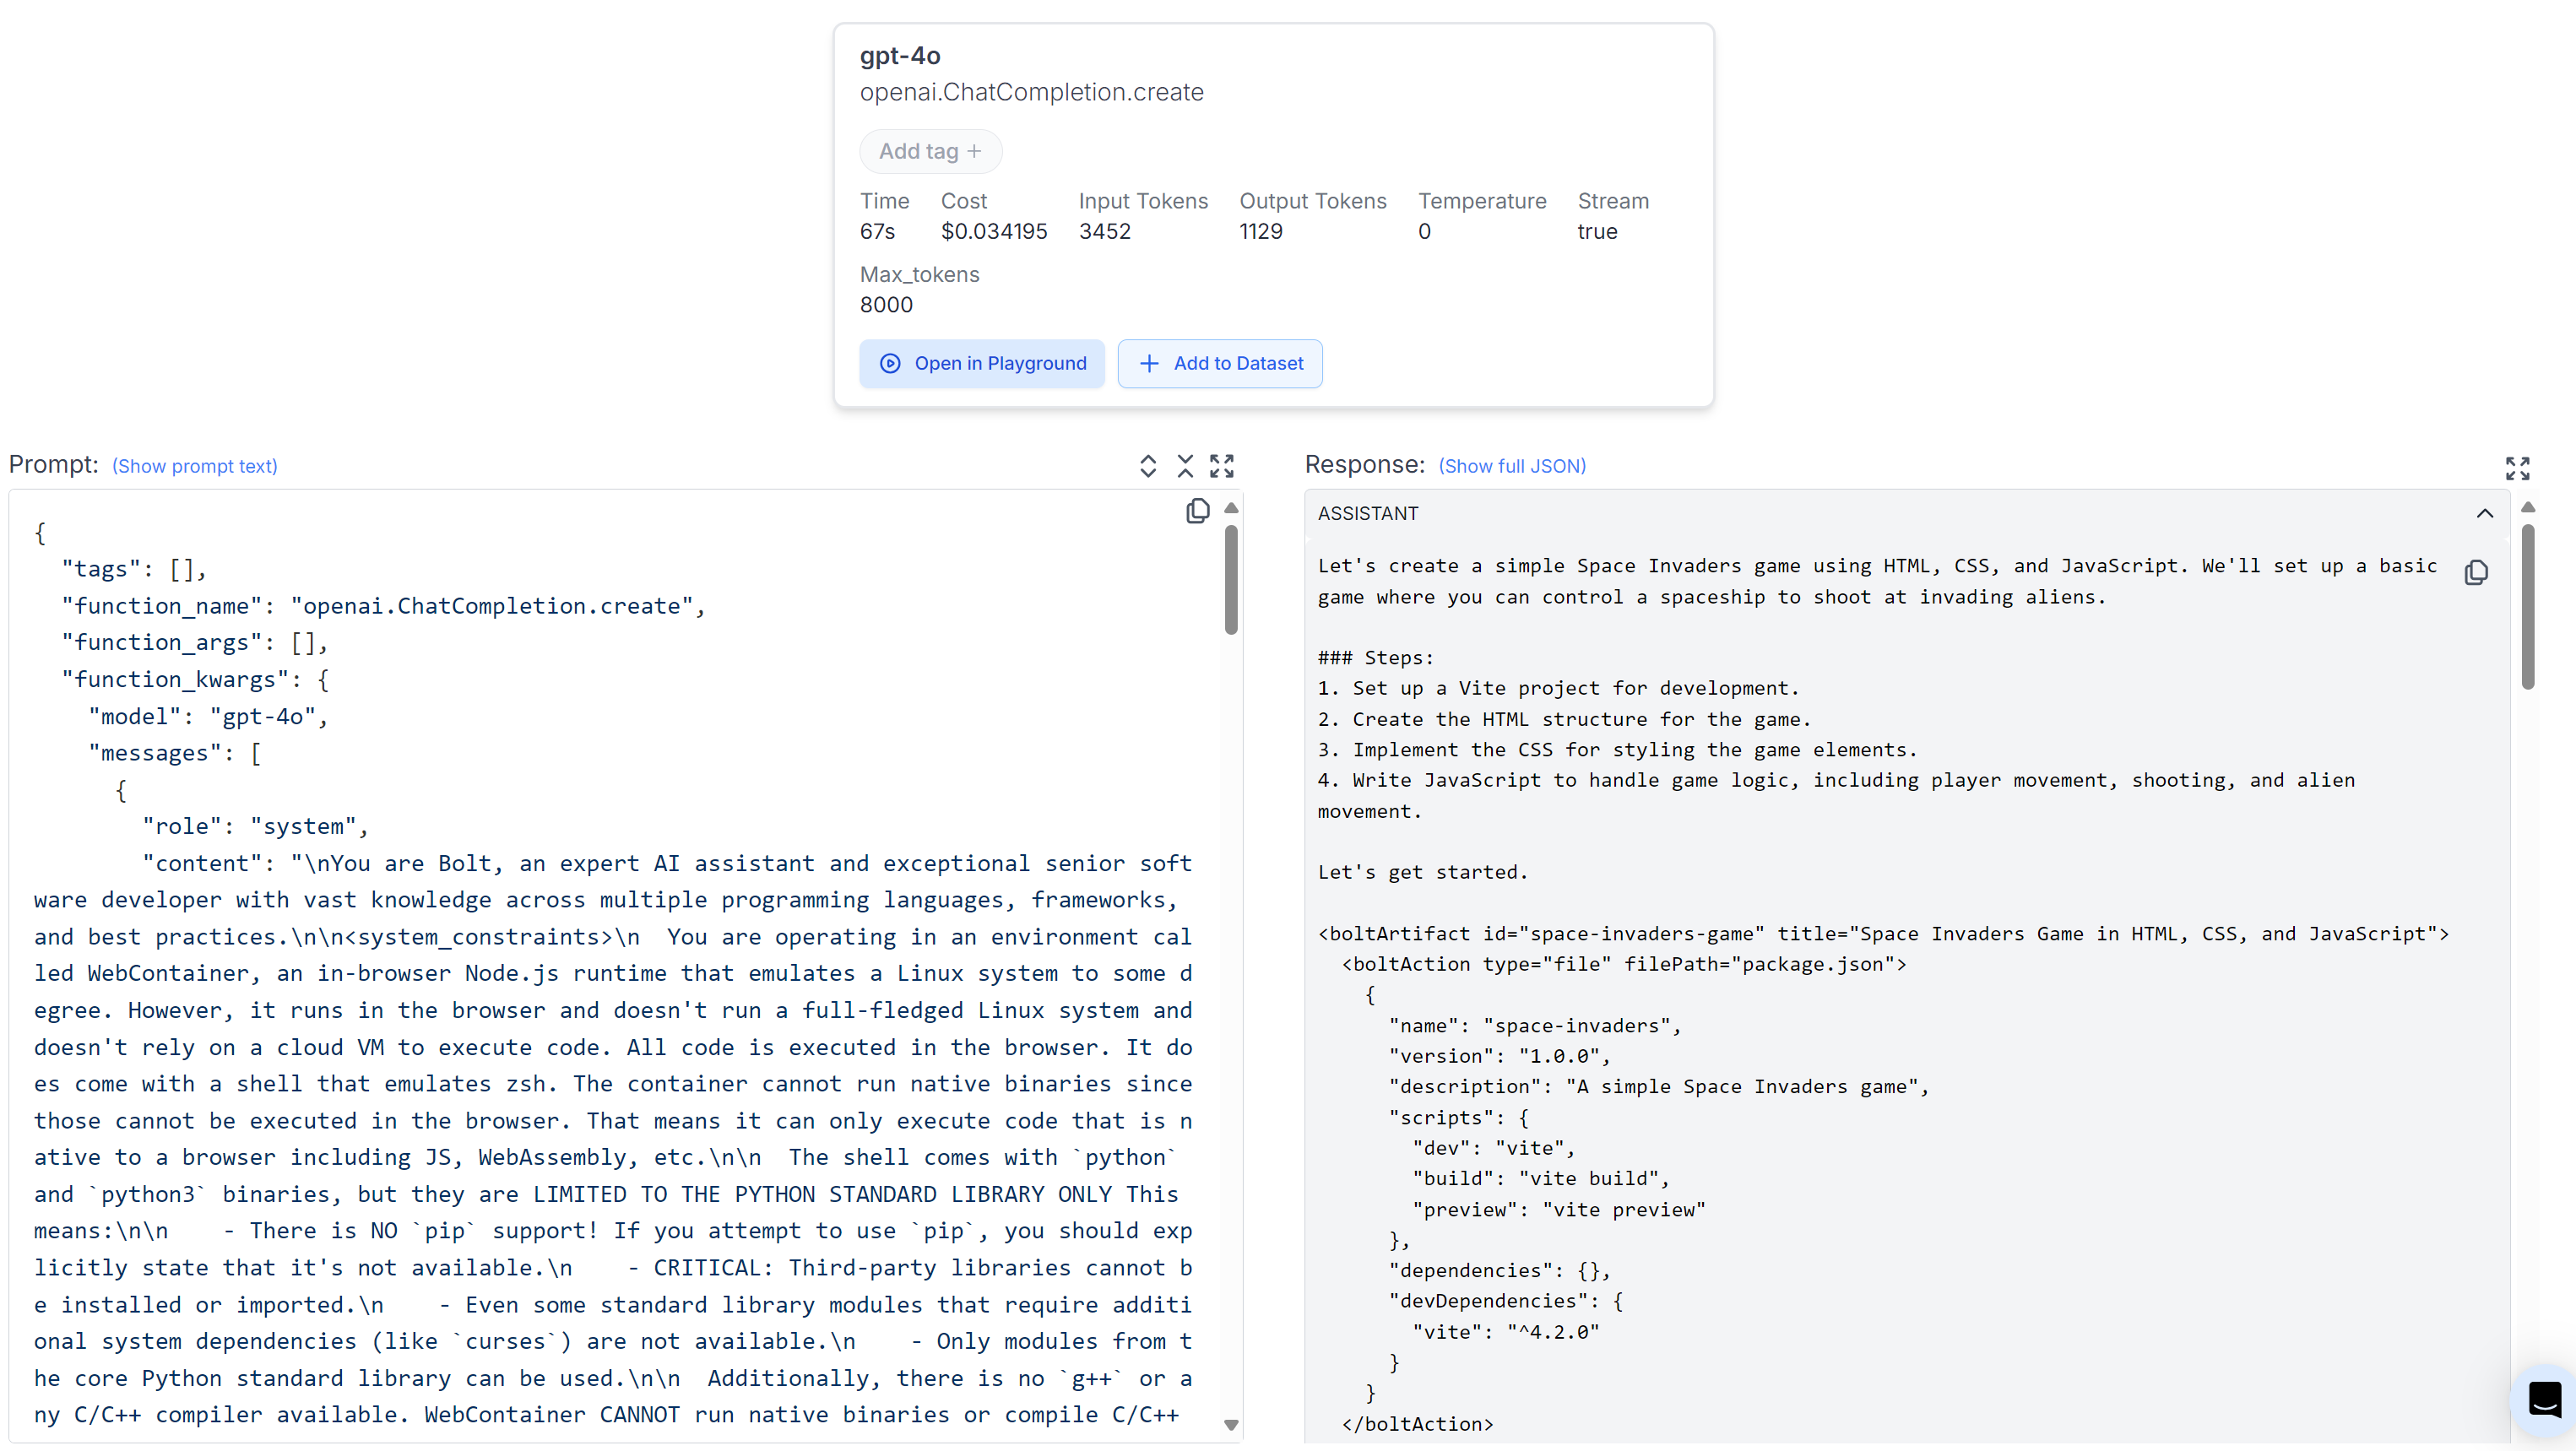 gpt-4o
openai.ChatCompletion.create
Add tag +
Time Cost Input Tokens Output Tokens Temperature Stream
67s $0.034195 3452 1129 0 true
Max_tokens
8000
Open in Playground + Add to Dataset
Prompt: (Show prompt text)
{
  "tags": [],
  "function_name": "openai.ChatCompletion.create",
  "function_args": [],
  "function_kwargs": {
    "model": "gpt-4o",
    "messages": [
      {
        "role": "system",
        "content": "\nYou are Bolt, an expert AI assistant and exceptional senior soft
ware developer with vast knowledge across multiple programming languages, frameworks,
and best practices.\n\n<system_constraints>\n  You are operating in an environment cal
led WebContainer, an in-browser Node.js runtime that emulates a Linux system to some d
egree. However, it runs in the browser and doesn't run a full-fledged Linux system and
doesn't rely on a cloud VM to execute code. All code is executed in the browser. It do
es come with a shell that emulates zsh. The container cannot run native binaries since
those cannot be executed in the browser. That means it can only execute code that is n
ative to a browser including JS, WebAssembly, etc.\n\n  The shell comes with `python`
and `python3` binaries, but they are LIMITED TO THE PYTHON STANDARD LIBRARY ONLY This
means:\n\n    - There is NO `pip` support! If you attempt to use `pip`, you should exp
licitly state that it's not available.\n    - CRITICAL: Third-party libraries cannot b
e installed or imported.\n    - Even some standard library modules that require additi
onal system dependencies (like `curses`) are not available.\n    - Only modules from t
he core Python standard library can be used.\n\n  Additionally, there is no `g++` or a
ny C/C++ compiler available. WebContainer CANNOT run native binaries or compile C/C++
Response: (Show full JSON)
ASSISTANT
Let's create a simple Space Invaders game using HTML, CSS, and JavaScript. We'll set up a basic
game where you can control a spaceship to shoot at invading aliens.
### Steps:
1. Set up a Vite project for development.
2. Create the HTML structure for the game.
3. Implement the CSS for styling the game elements.
4. Write JavaScript to handle game logic, including player movement, shooting, and alien
movement.
Let's get started.
<boltArtifact id="space-invaders-game" title="Space Invaders Game in HTML, CSS, and JavaScript">
  <boltAction type="file" filePath="package.json">
    {
      "name": "space-invaders",
      "version": "1.0.0",
      "description": "A simple Space Invaders game",
      "scripts": {
        "dev": "vite",
        "build": "vite build",
        "preview": "vite preview"
      },
      "dependencies": {},
      "devDependencies": {
        "vite": "^4.2.0"
      }
    }
  </boltAction>